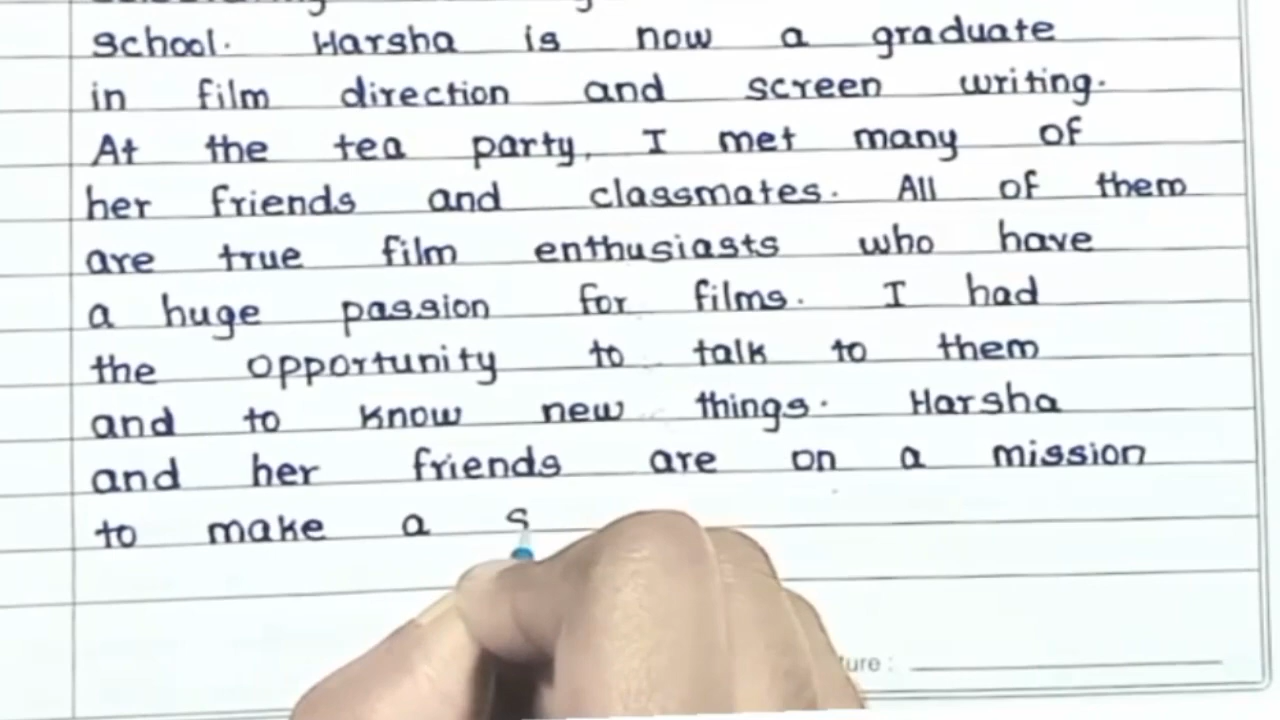 school. Harsha is now a graduate
in film direction and screen writing.
At the tea party, I met many of
her friends and classmates. All of them
are true film enthusiasts who have
a huge passion for films. I had
the opportunity to talk to them
and to know new things. Harsha
and her friends are on a mission
to make a s
ture :